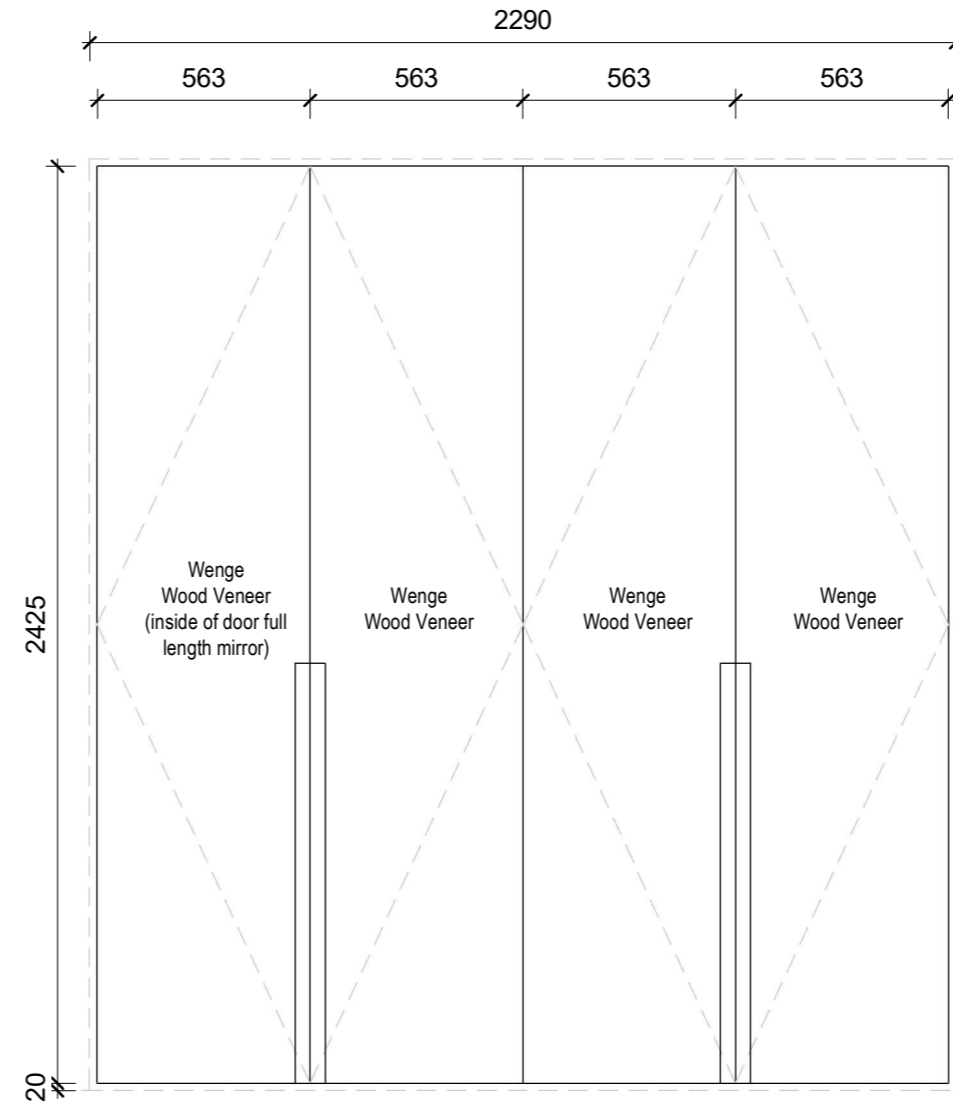 2290
563
563
563
563
Wenge
Wood Veneer
(inside of door full
length mirror)
Wenge
Wood Veneer
Wenge
Wood Veneer
Wenge
Wood Veneer
2425
20